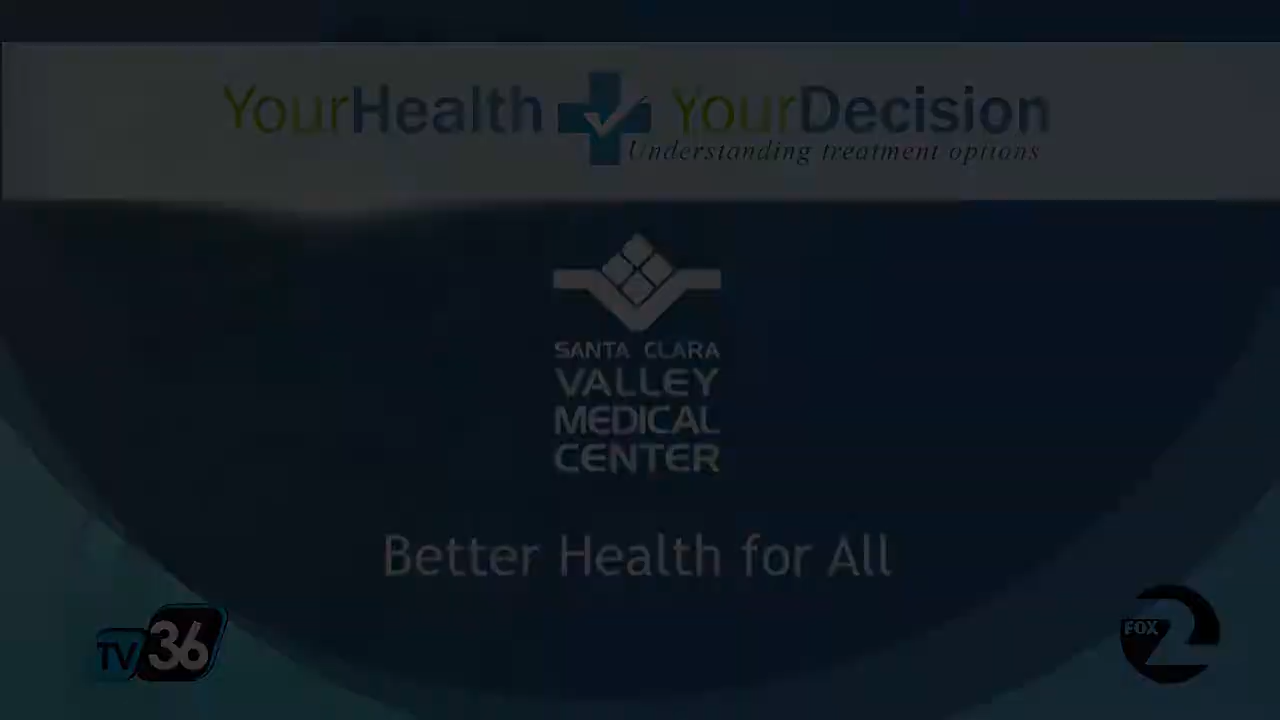 YourHealth YourDecision
Understanding treatment options
SANTA CLARA
VALLEY
MEDICAL
CENTER
Better Health for All
TV36
FOX 2